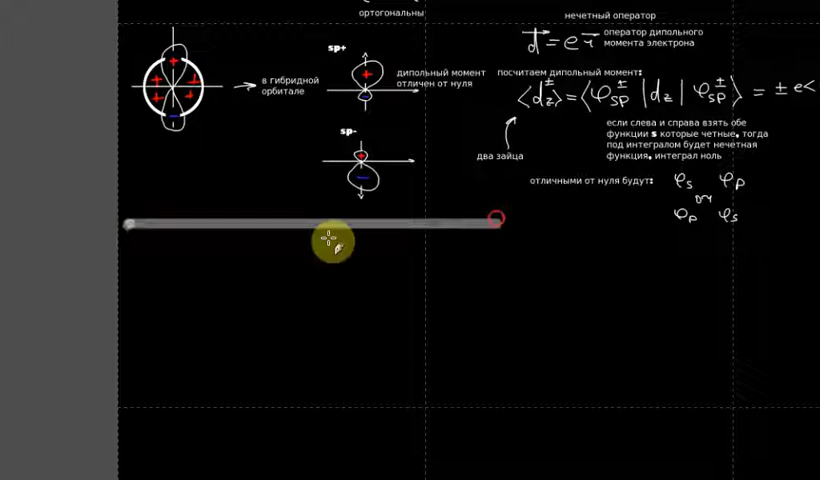 ортогональны
нечетный оператор
d = e r
оператор дипольного
момента электрона
sp+
в гибридной
орбитале
дипольный момент
отличен от нуля
посчитаем дипольный момент:
⟨d_z^±⟩ = ⟨φ_sp^± | d_z | φ_sp^±⟩ = ± e<
если слева и справа взять обе
функции s которые четные, тогда
под интегралом будет нечетная
функция, интеграл ноль
sp-
два зайца
отличными от нуля будут:
φ_s φ_p
or
φ_p φ_s